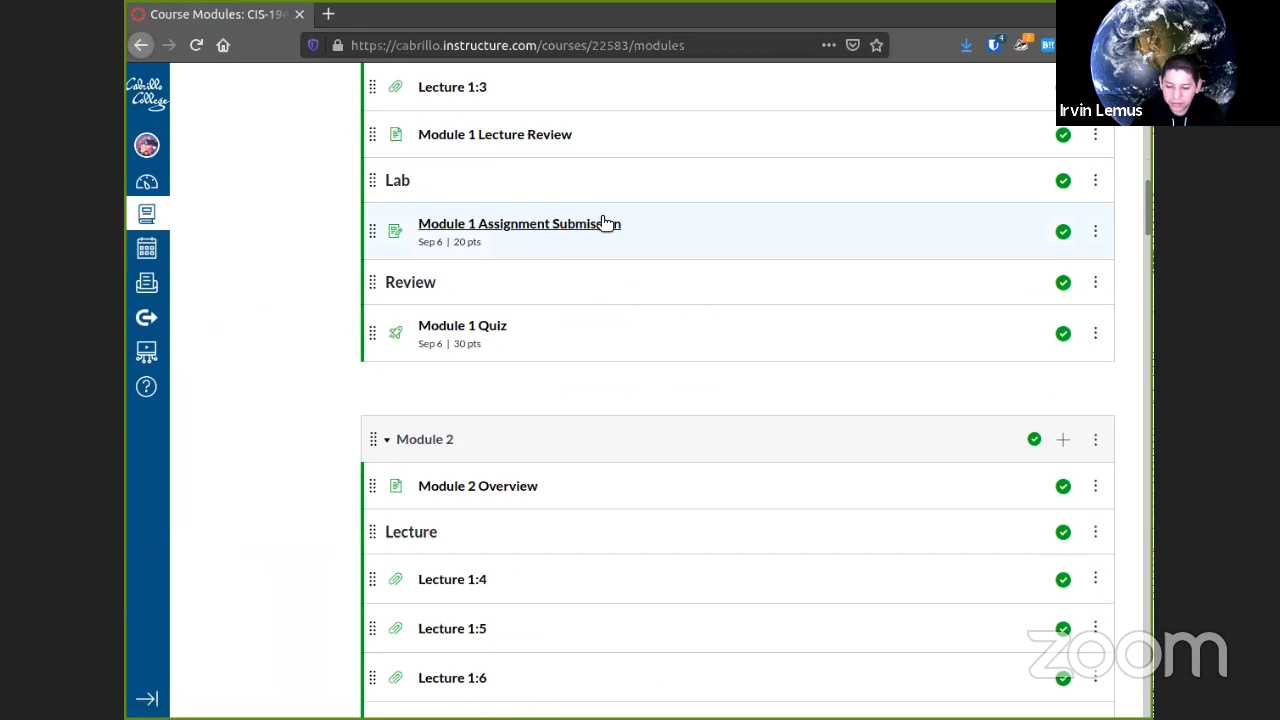 Course Modules: CIS-19
https://cabrillo.instructure.com/courses/22583/modules
4
2
B!!
Irvin Lemus
Cabrillo College
Lecture 1:3
Module 1 Lecture Review
Lab
Module 1 Assignment Submission
Sep 6 | 20 pts
Review
Module 1 Quiz
Sep 6 | 30 pts
Module 2
Module 2 Overview
Lecture
Lecture 1:4
Lecture 1:5
Lecture 1:6
zoom